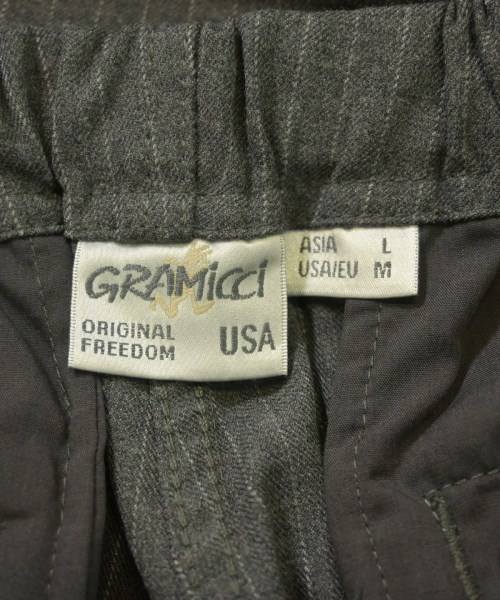 GRAMicci
ORIGINAL
FREEDOM
USA
ASIA L
USA/EU M